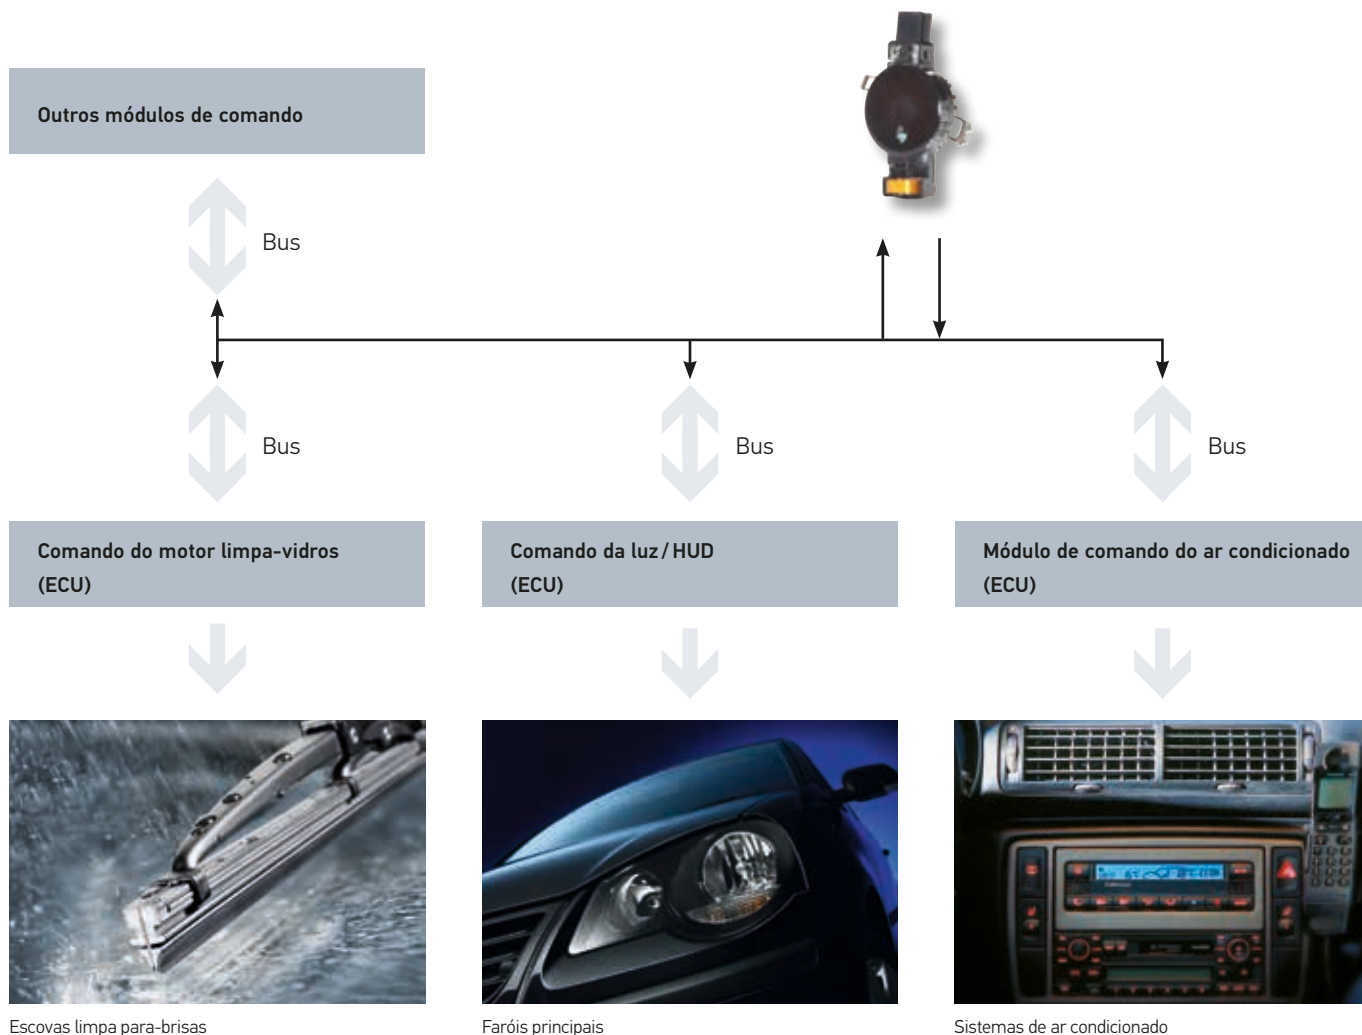 Outros módulos de comando
Bus
Bus
Bus
Bus
Comando do motor limpa-vidros
(ECU)
Comando da luz / HUD
(ECU)
Módulo de comando do ar condicionado
(ECU)
Escovas limpa para-brisas
Faróis principais
Sistemas de ar condicionado